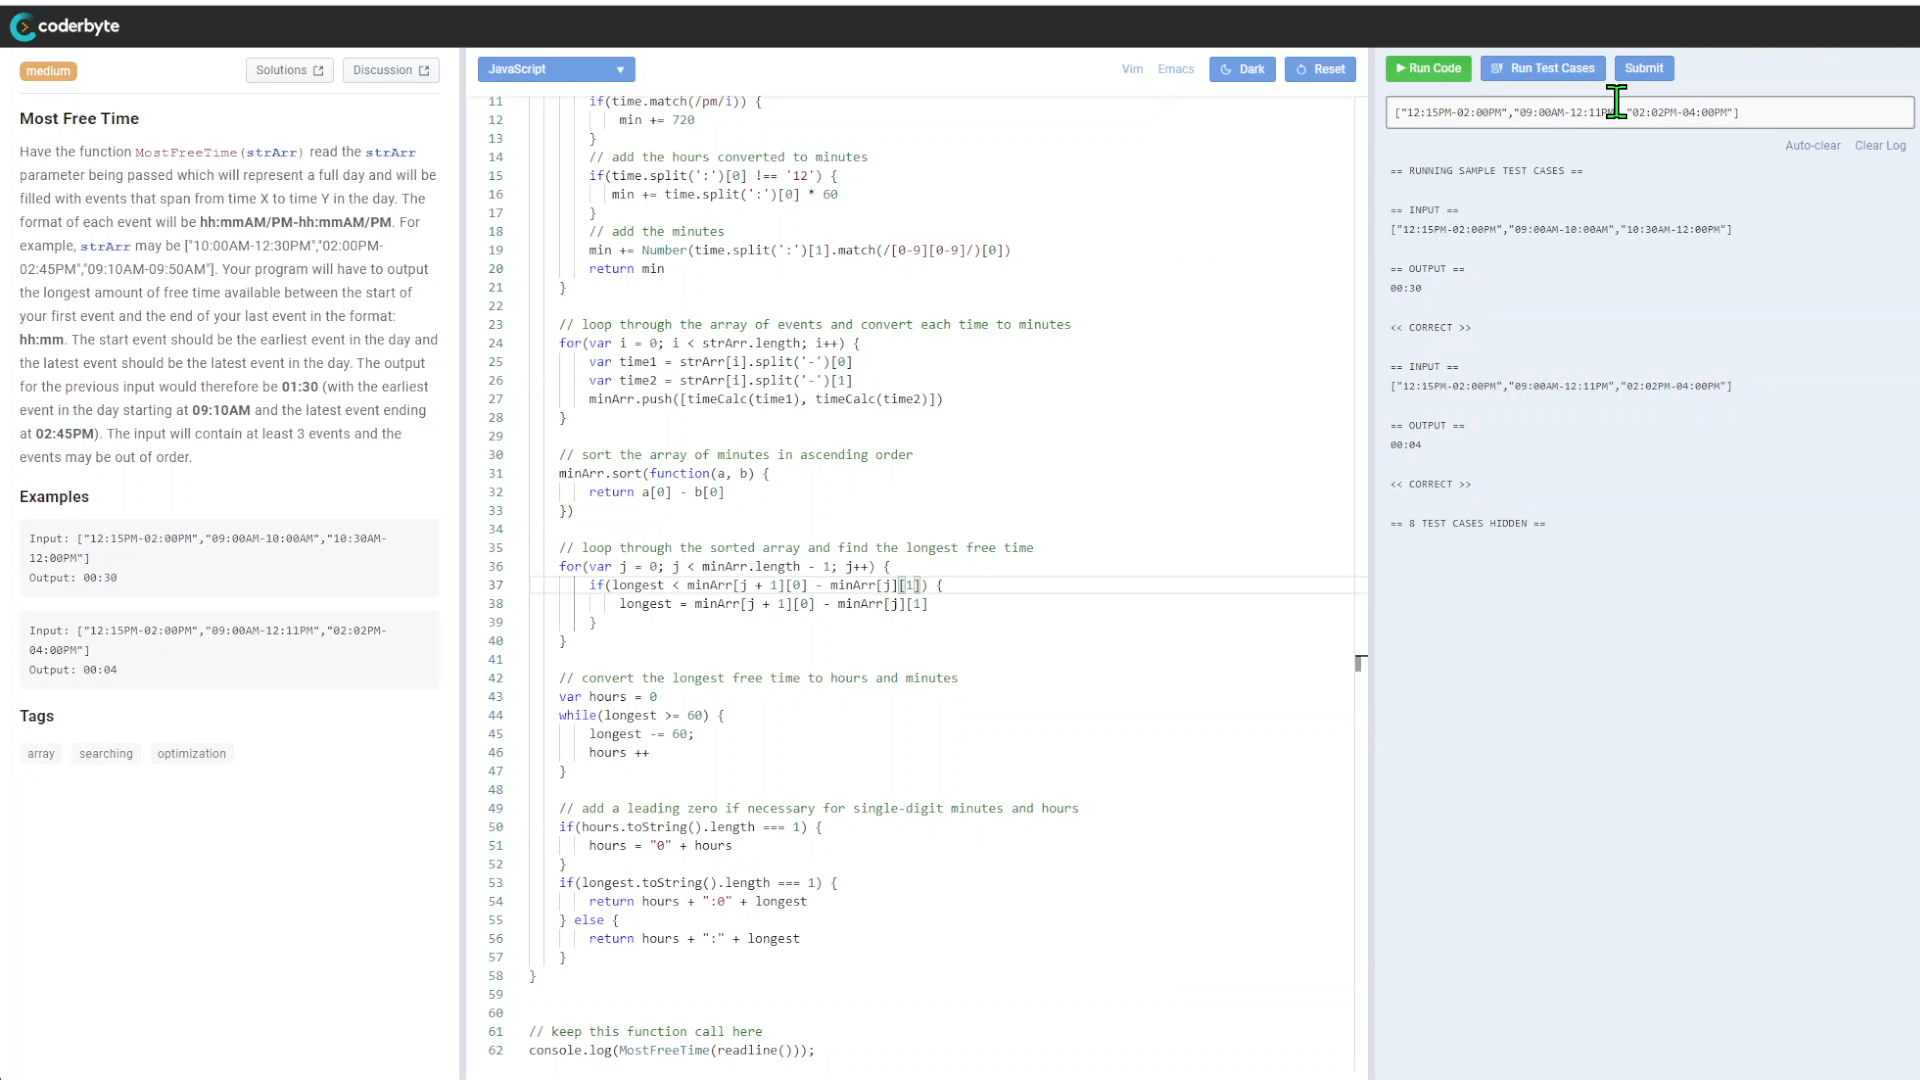 coderbyte
medium
Solutions
Discussion
Most Free Time
Have the function MostFreeTime(strArr) read the strArr
parameter being passed which will represent a full day and will be
filled with events that span from time X to time Y in the day. The
format of each event will be hh:mmAM/PM-hh:mmAM/PM. For
example, strArr may be ["10:00AM-12:30PM","02:00PM-
02:45PM","09:10AM-09:50AM"]. Your program will have to output
the longest amount of free time available between the start of
your first event and the end of your last event in the format:
hh:mm. The start event should be the earliest event in the day and
the latest event should be the latest event in the day. The output
for the previous input would therefore be 01:30 (with the earliest
event in the day starting at 09:10AM and the latest event ending
at 02:45PM). The input will contain at least 3 events and the
events may be out of order.
Examples
Input: ["12:15PM-02:00PM","09:00AM-10:00AM","10:30AM-
12:00PM"]
Output: 00:30
Input: ["12:15PM-02:00PM","09:00AM-12:11PM","02:02PM-
04:00PM"]
Output: 00:04
Tags
array searching optimization
JavaScript
Vim Emacs Dark Reset
11 if(time.match(/pm/i)) {
12 min += 720
13 }
14 // add the hours converted to minutes
15 if(time.split(':')[0] !== '12') {
16 min += time.split(':')[0] * 60
17 }
18 // add the minutes
19 min += Number(time.split(':')[1].match(/[0-9][0-9]/)[0])
20 return min
21 }
22
23 // loop through the array of events and convert each time to minutes
24 for(var i = 0; i < strArr.length; i++) {
25 var time1 = strArr[i].split('-')[0]
26 var time2 = strArr[i].split('-')[1]
27 minArr.push([timeCalc(time1), timeCalc(time2)])
28 }
29
30 // sort the array of minutes in ascending order
31 minArr.sort(function(a, b) {
32 return a[0] - b[0]
33 })
34
35 // loop through the sorted array and find the longest free time
36 for(var j = 0; j < minArr.length - 1; j++) {
37 if(longest < minArr[j + 1][0] - minArr[j][1]) {
38 longest = minArr[j + 1][0] - minArr[j][1]
39 }
40 }
41
42 // convert the longest free time to hours and minutes
43 var hours = 0
44 while(longest >= 60) {
45 longest -= 60;
46 hours ++
47 }
48
49 // add a leading zero if necessary for single-digit minutes and hours
50 if(hours.toString().length === 1) {
51 hours = "0" + hours
52 }
53 if(longest.toString().length === 1) {
54 return hours + ":0" + longest
55 } else {
56 return hours + ":" + longest
57 }
58 }
59
60
61 // keep this function call here
62 console.log(MostFreeTime(readline()));
Run Code Run Test Cases Submit
["12:15PM-02:00PM","09:00AM-12:11PM","02:02PM-04:00PM"]
Auto-clear Clear Log
== RUNNING SAMPLE TEST CASES ==
== INPUT ==
["12:15PM-02:00PM","09:00AM-10:00AM","10:30AM-12:00PM"]
== OUTPUT ==
00:30
<< CORRECT >>
== INPUT ==
["12:15PM-02:00PM","09:00AM-12:11PM","02:02PM-04:00PM"]
== OUTPUT ==
00:04
<< CORRECT >>
== 8 TEST CASES HIDDEN ==